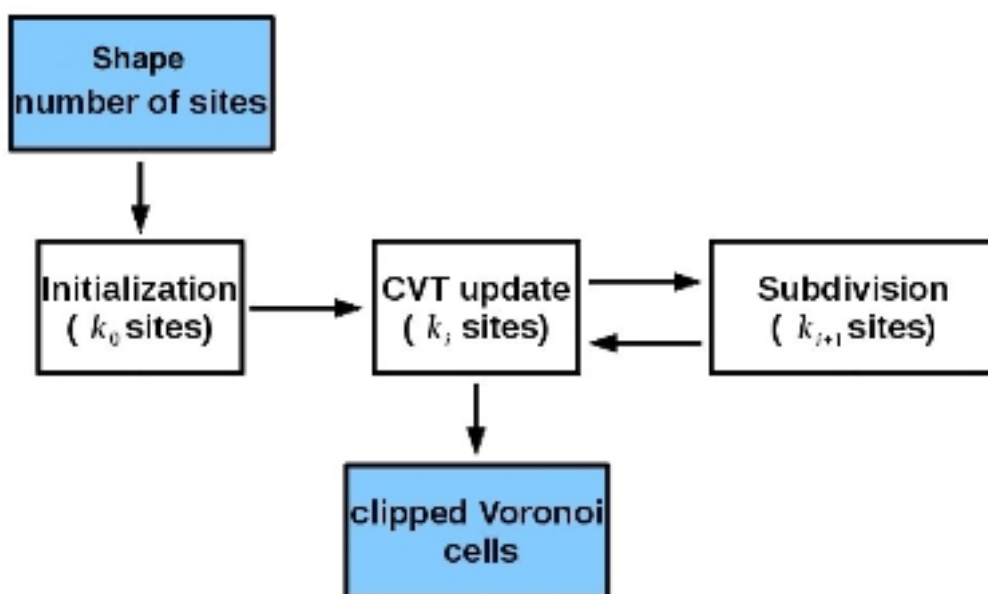 Shape
number of sites
Initialization
( k₀ sites)
CVT update
( kᵢ sites)
Subdivision
( kᵢ₊₁ sites)
clipped Voronoi
cells